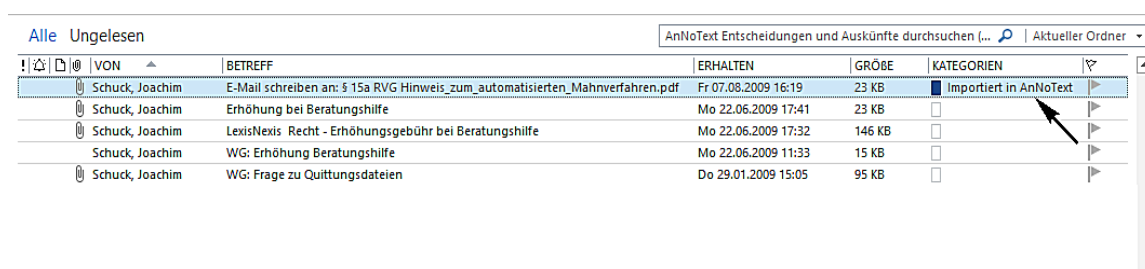 Alle Ungelesen AnNoText Entscheidungen und Auskünfte durchsuchen (... Aktueller Ordner
! VON BETREFF ERHALTEN GRÖßE KATEGORIEN
Schuck, Joachim E-Mail schreiben an: § 15a RVG Hinweis_zum_automatisierten_Mahnverfahren.pdf Fr 07.08.2009 16:19 23 KB Importiert in AnNoText
Schuck, Joachim Erhöhung bei Beratungshilfe Mo 22.06.2009 17:41 23 KB
Schuck, Joachim LexisNexis Recht - Erhöhungsgebühr bei Beratungshilfe Mo 22.06.2009 17:32 146 KB
Schuck, Joachim WG: Erhöhung Beratungshilfe Mo 22.06.2009 11:33 15 KB
Schuck, Joachim WG: Frage zu Quittungsdateien Do 29.01.2009 15:05 95 KB